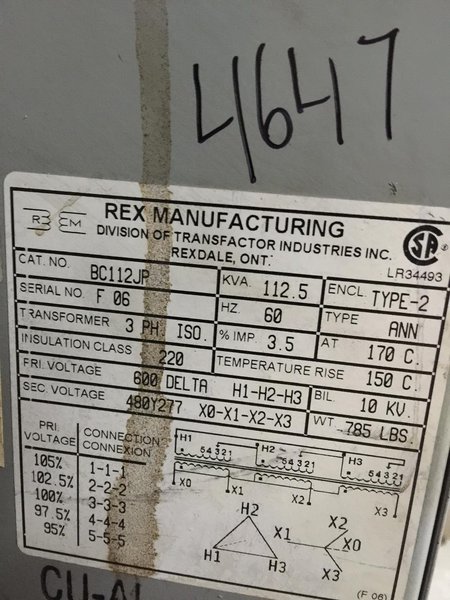 4647
REX MANUFACTURING
DIVISION OF TRANSFACTOR INDUSTRIES INC.
REXDALE, ONT.
LR34493
CAT. NO. BC112JP KVA. 112.5 ENCL. TYPE-2
SERIAL NO. F 06 HZ. 60 TYPE ANN
TRANSFORMER 3 PH ISO. % IMP. 3.5 AT 170 C.
INSULATION CLASS 220 TEMPERATURE RISE 150 C.
PRI. VOLTAGE 600 DELTA H1-H2-H3 BIL. 10 KV.
SEC. VOLTAGE 480Y277 X0-X1-X2-X3 WT. 785 LBS.
PRI. VOLTAGE CONNECTION CONNEXION
105% 1-1-1
102.5% 2-2-2
100% 3-3-3
97.5% 4-4-4
95% 5-5-5
H1 H2 H3
54321 54321 54321
X0 X1 X2 X3
H2 X1 X2
X0
H1 H3 X3
(F 06)
CU-AL